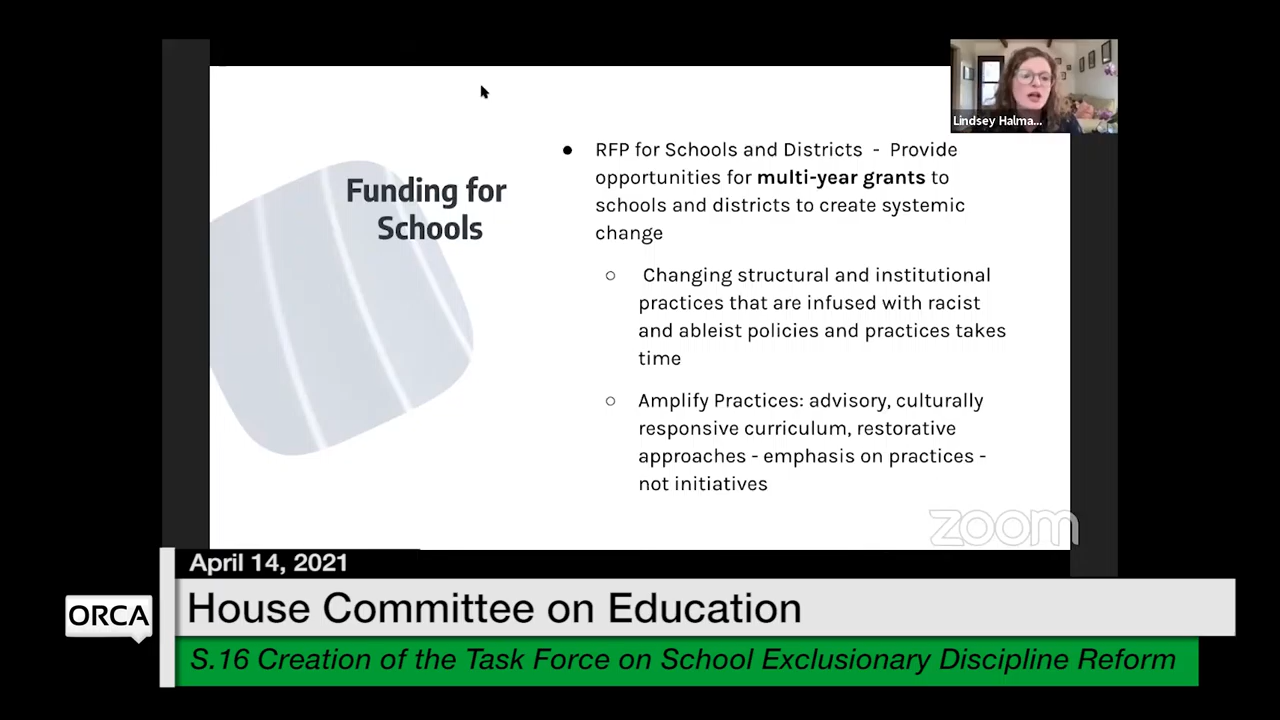 Lindsey Halma...
Funding for
Schools
● RFP for Schools and Districts - Provide
opportunities for multi-year grants to
schools and districts to create systemic
change
○ Changing structural and institutional
practices that are infused with racist
and ableist policies and practices takes
time
○ Amplify Practices: advisory, culturally
responsive curriculum, restorative
approaches - emphasis on practices -
not initiatives
zoom
April 14, 2021
ORCA
House Committee on Education
S.16 Creation of the Task Force on School Exclusionary Discipline Reform